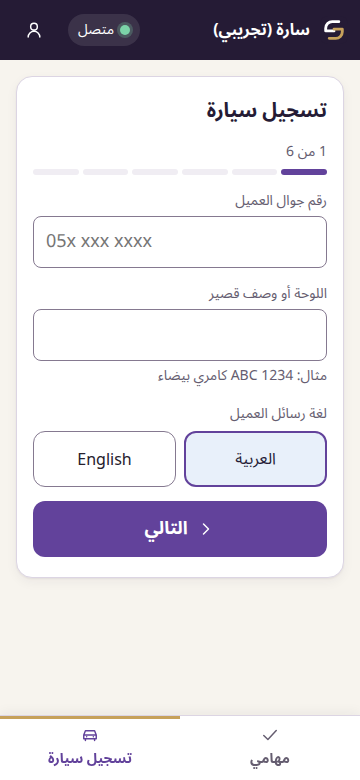 سارة (تجريبي)
متصل
تسجيل سيارة
1 من 6
رقم جوال العميل
05x xxx xxxx
اللوحة أو وصف قصير
مثال: ABC 1234 كامري بيضاء
لغة رسائل العميل
العربية
English
التالي
مهامي
تسجيل سيارة